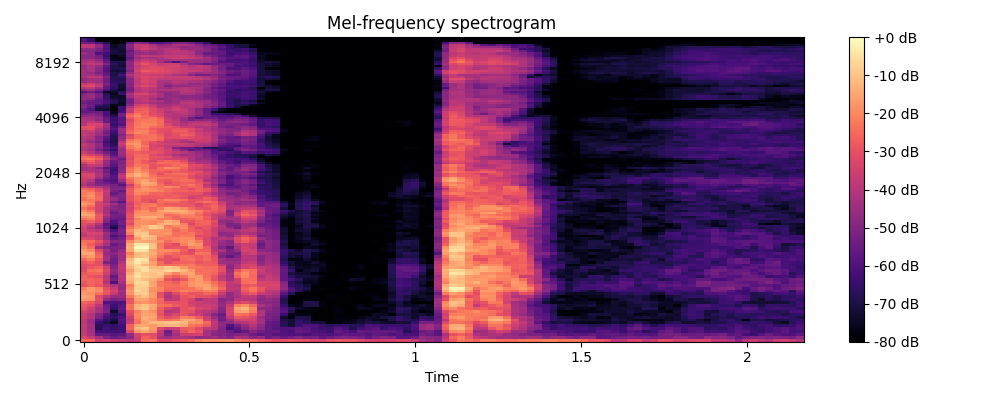 Mel-frequency spectrogram
Hz
8192
4096
2048
1024
512
0
0
0.5
1
1.5
2
Time
+0 dB
-10 dB
-20 dB
-30 dB
-40 dB
-50 dB
-60 dB
-70 dB
-80 dB